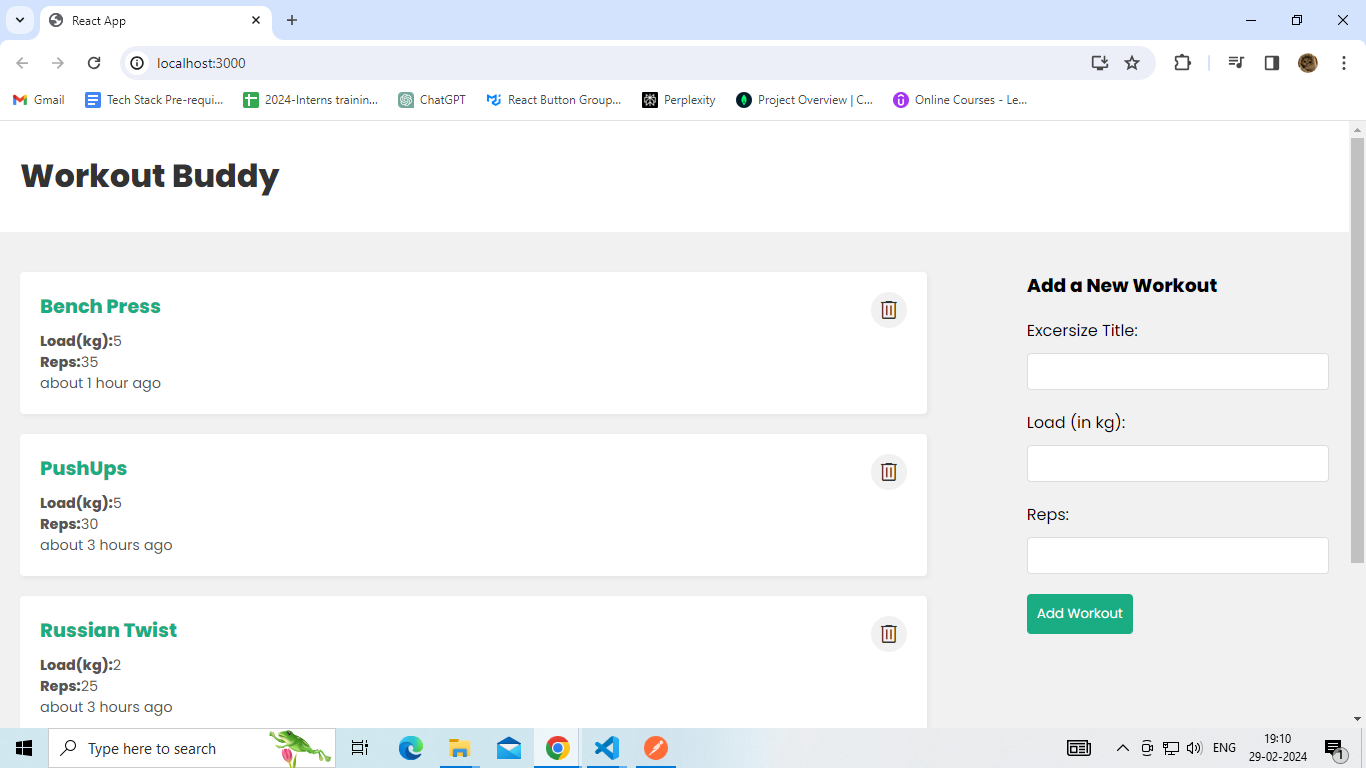 React App
localhost:3000
Gmail
Tech Stack Pre-requi...
2024-Interns trainin...
ChatGPT
React Button Group...
Perplexity
Project Overview | C...
Online Courses - Le...
Workout Buddy
Bench Press
Load(kg):5
Reps:35
about 1 hour ago
PushUps
Load(kg):5
Reps:30
about 3 hours ago
Russian Twist
Load(kg):2
Reps:25
about 3 hours ago
Add a New Workout
Excersize Title:
Load (in kg):
Reps:
Add Workout
Type here to search
ENG
19:10
29-02-2024
1